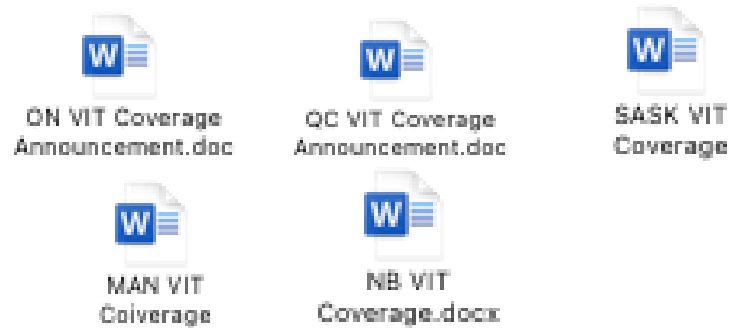 ON VIT Coverage
Announcement.doc
QC VIT Coverage
Announcement.doc
SASK VIT
Coverage
MAN VIT
Coiverage
NB VIT
Coverage.docx